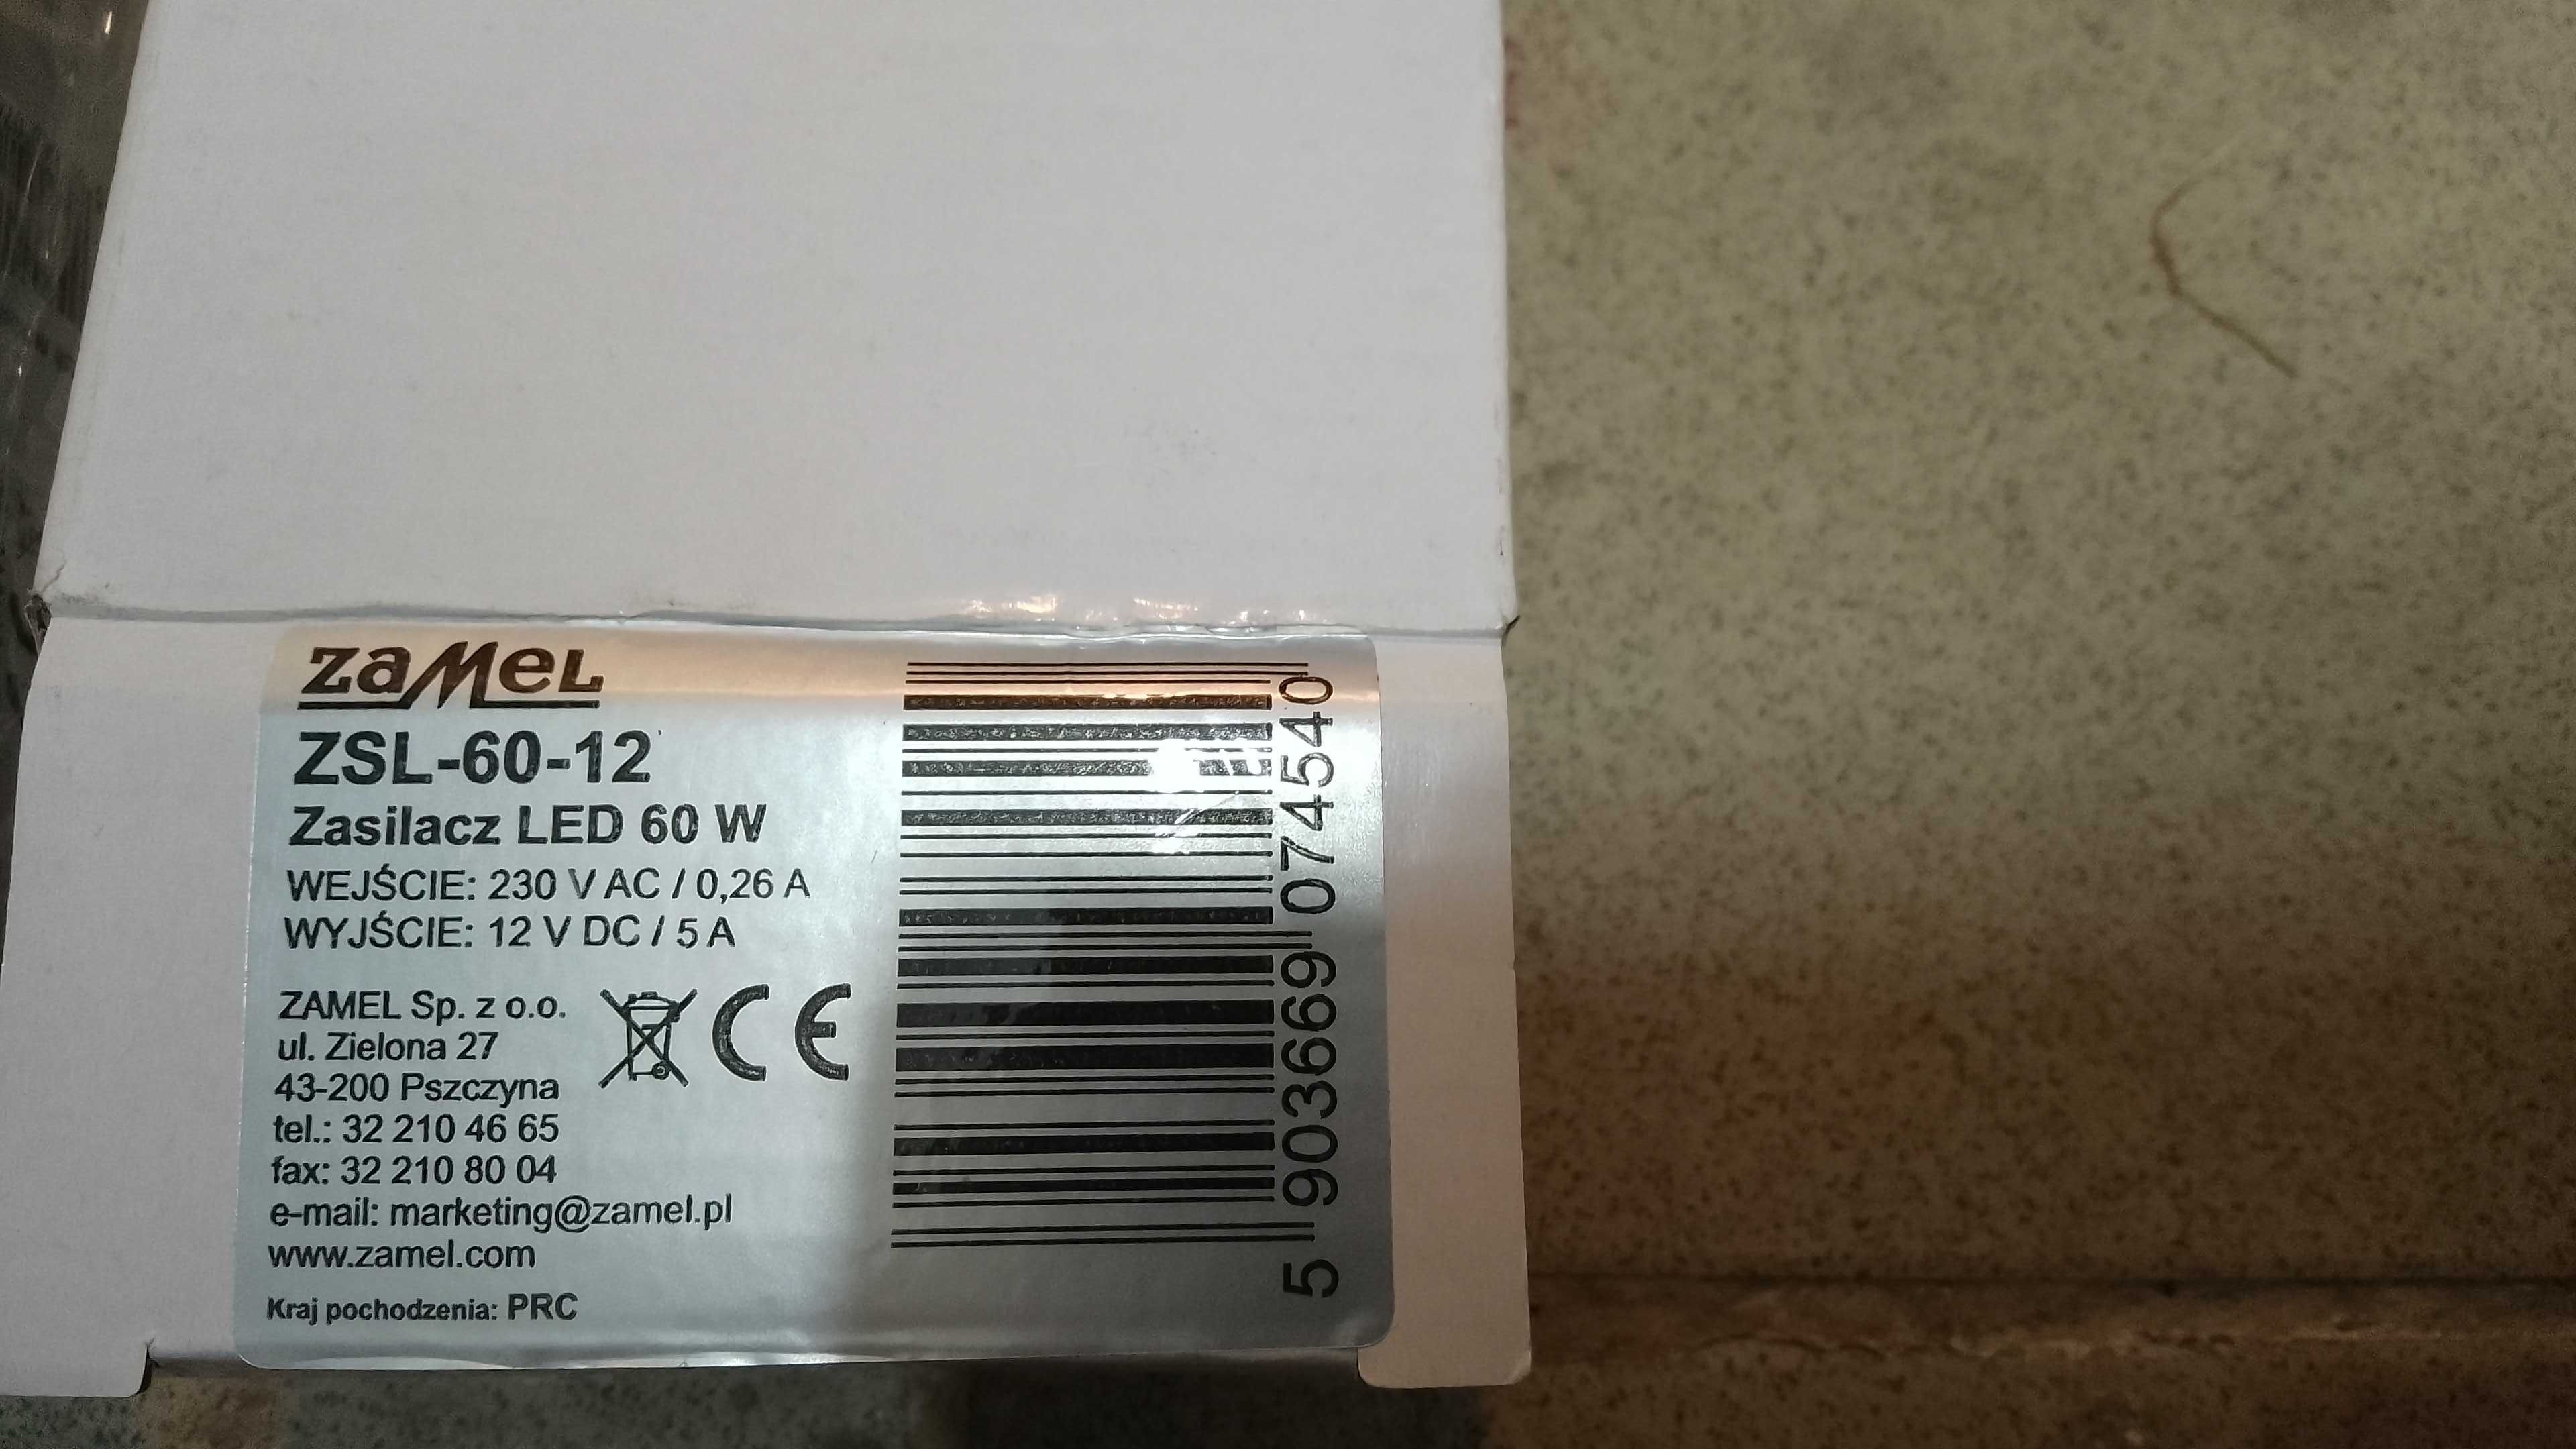 ZAMEL
ZSL-60-12
Zasilacz LED 60 W
WEJŚCIE: 230 V AC / 0,26 A
WYJŚCIE: 12 V DC / 5 A
ZAMEL Sp. z o.o.
ul. Zielona 27
43-200 Pszczyna
tel.: 32 210 46 65
fax: 32 210 80 04
e-mail: marketing@zamel.pl
www.zamel.com
Kraj pochodzenia: PRC
CE
5 903669 074540